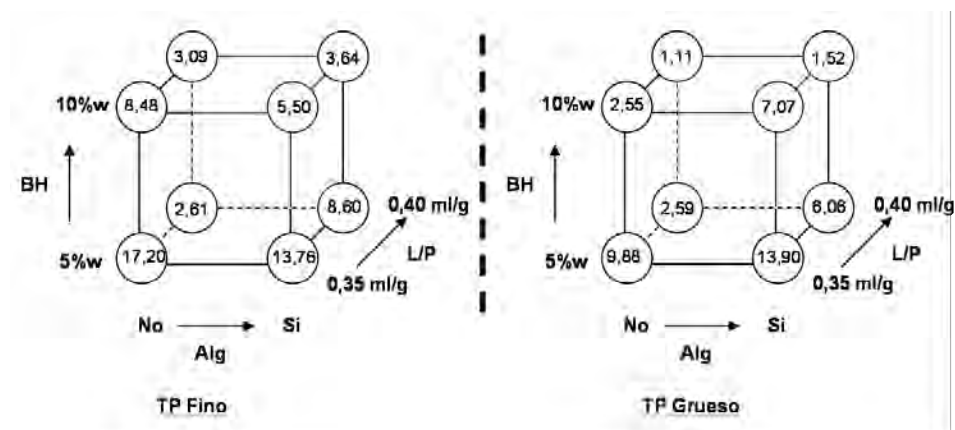 3,09 3,64 1,11 1,52
10%w 8,48 5,50 10%w 2,55 7,07
BH BH
2,61 8,60 0,40 ml/g 2,59 6,06 0,40 ml/g
L/P L/P
5%w 17,20 13,76 0,35 ml/g 5%w 9,88 13,90 0,35 ml/g
No Si No Si
Alg Alg
TP Fino TP Grueso